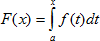 F(x) = ∫ₐˣ f(t)dt